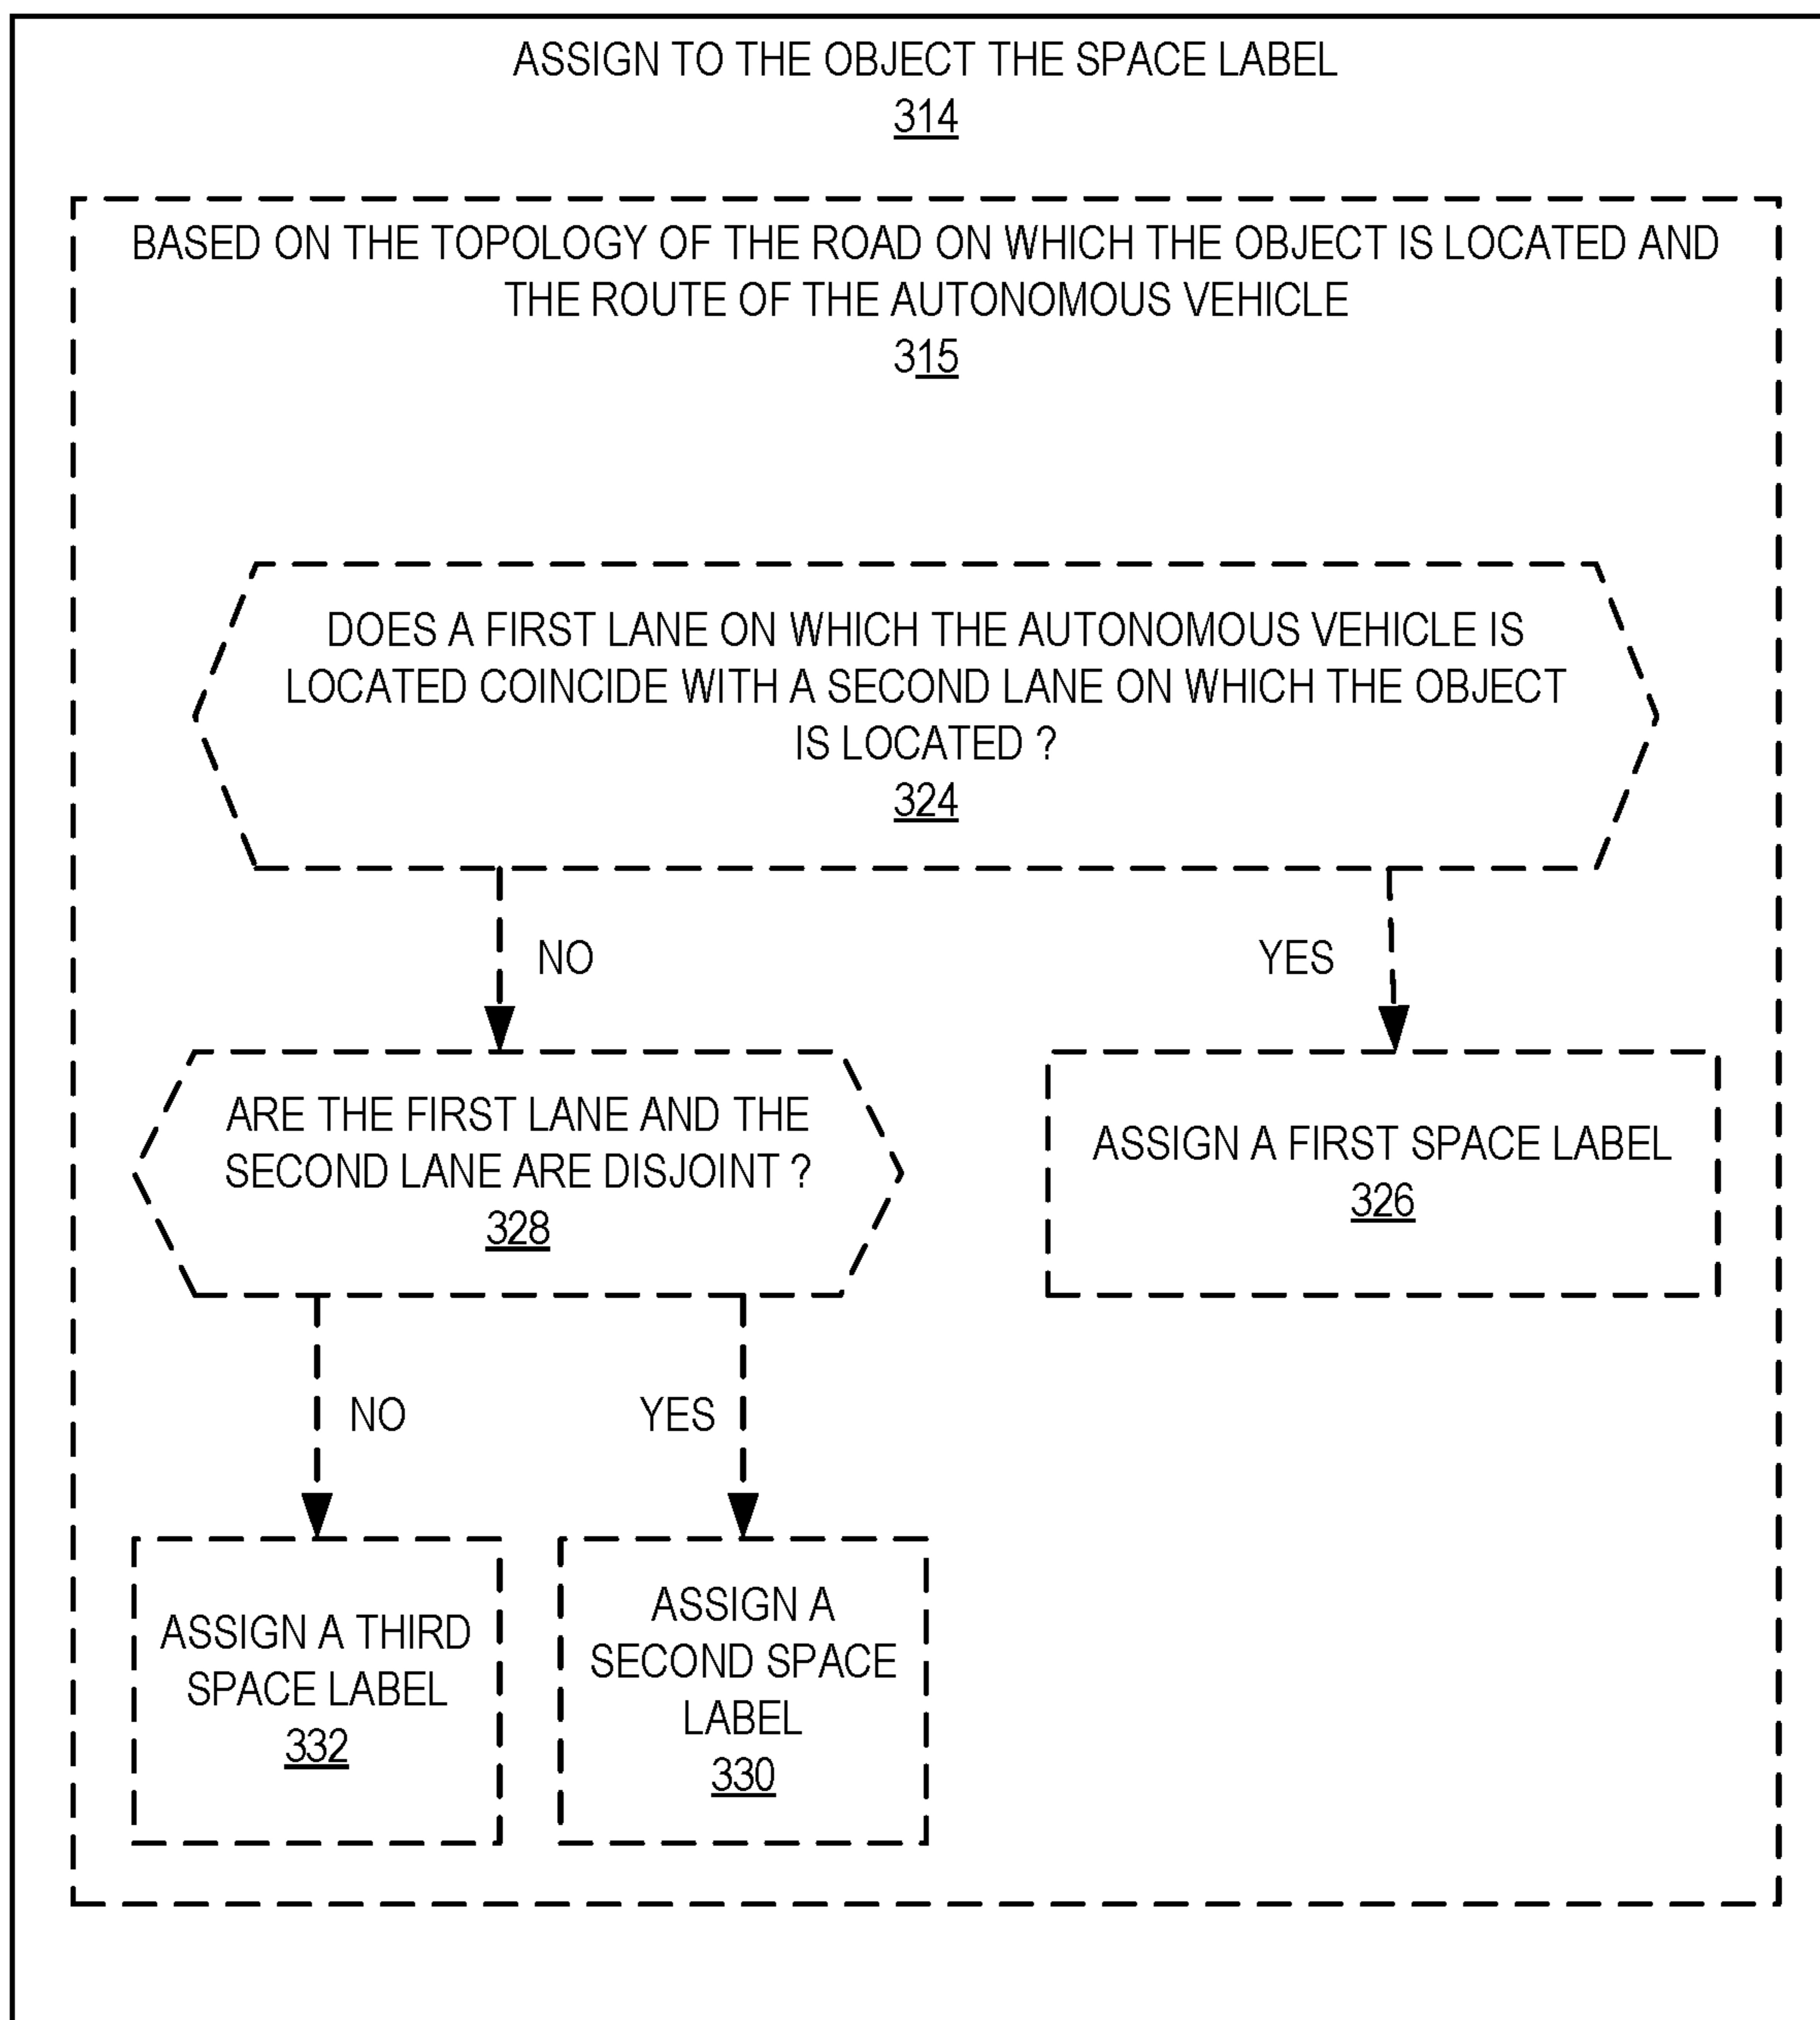 ASSIGN TO THE OBJECT THE SPACE LABEL
314
BASED ON THE TOPOLOGY OF THE ROAD ON WHICH THE OBJECT IS LOCATED AND
THE ROUTE OF THE AUTONOMOUS VEHICLE
315
DOES A FIRST LANE ON WHICH THE AUTONOMOUS VEHICLE IS
LOCATED COINCIDE WITH A SECOND LANE ON WHICH THE OBJECT
IS LOCATED ?
324
NO
YES
ARE THE FIRST LANE AND THE
SECOND LANE ARE DISJOINT ?
328
ASSIGN A FIRST SPACE LABEL
326
NO
YES
ASSIGN A THIRD
SPACE LABEL
332
ASSIGN A
SECOND SPACE
LABEL
330